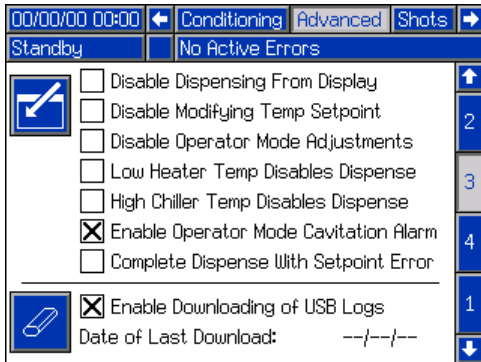 00/00/00 00:00 Conditioning Advanced Shots
Standby No Active Errors
Disable Dispensing From Display
Disable Modifying Temp Setpoint
2
Disable Operator Mode Adjustments
Low Heater Temp Disables Dispense
3
High Chiller Temp Disables Dispense
Enable Operator Mode Cavitation Alarm
4
Complete Dispense With Setpoint Error
Enable Downloading of USB Logs
1
Date of Last Download: --/--/--